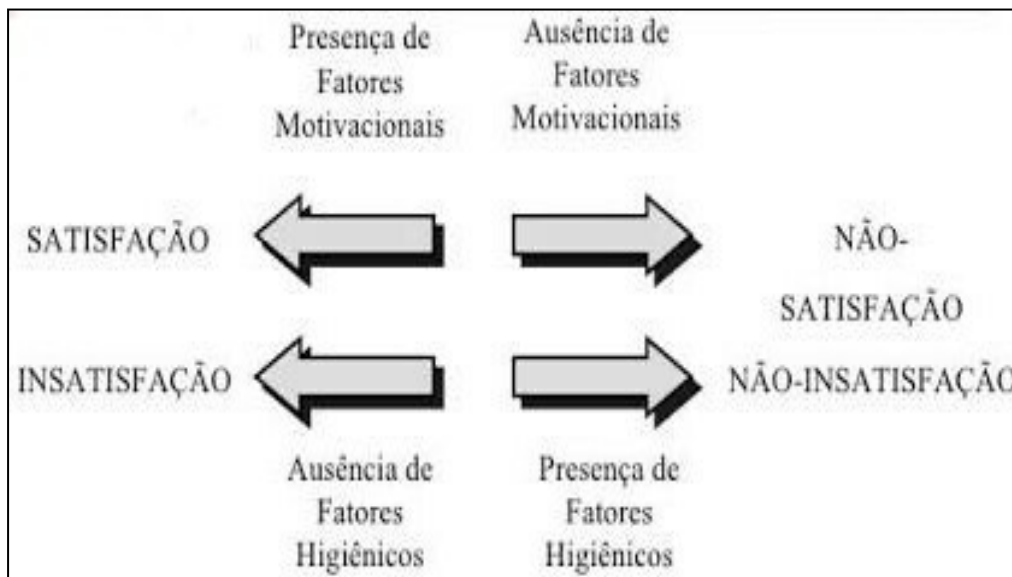 Presença de
Fatores
Motivacionais
Ausência de
Fatores
Motivacionais
SATISFAÇÃO
NÃO-
SATISFAÇÃO
INSATISFAÇÃO
NÃO-INSATISFAÇÃO
Ausência de
Fatores
Higiênicos
Presença de
Fatores
Higiênicos